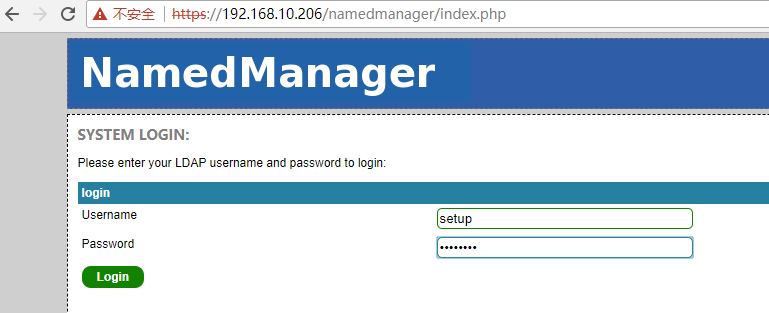 不安全 https://192.168.10.206/namedmanager/index.php
NamedManager
SYSTEM LOGIN:
Please enter your LDAP username and password to login:
login
Username setup
Password ••••••••
Login